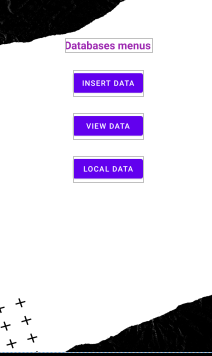 Databases menus
INSERT DATA
VIEW DATA
LOCAL DATA